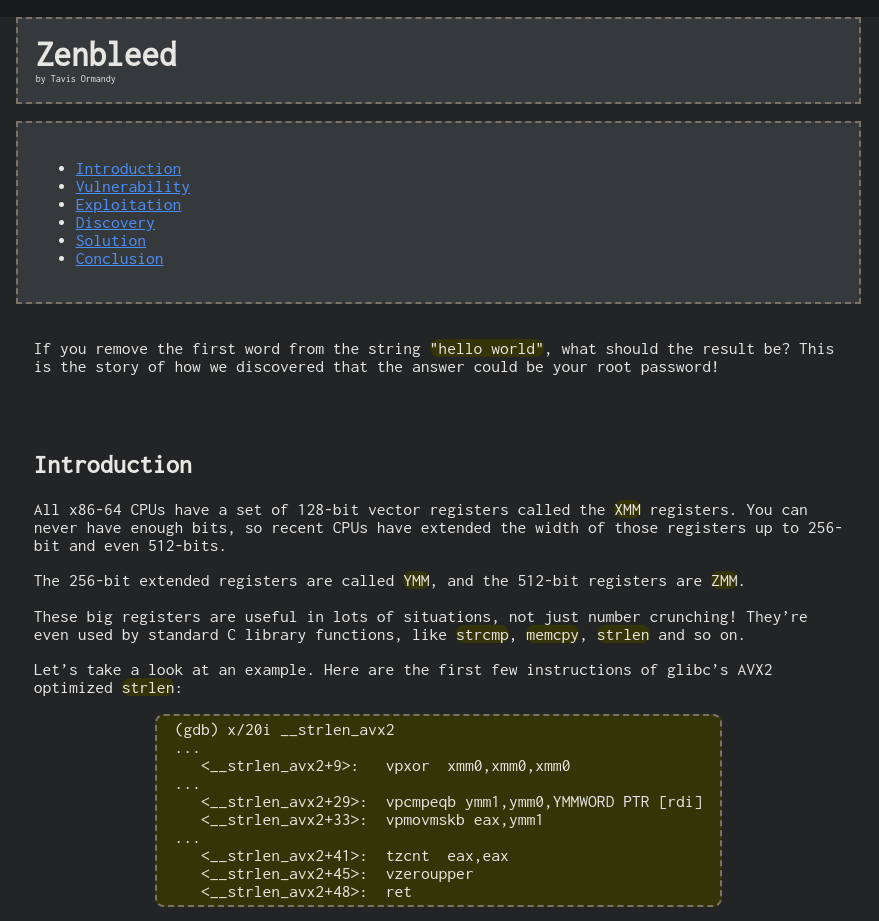 Zenbleed
by Tavis Ormandy
Introduction
Vulnerability
Exploitation
Discovery
Solution
Conclusion
If you remove the first word from the string "hello world", what should the result be? This
is the story of how we discovered that the answer could be your root password!
Introduction
All x86-64 CPUs have a set of 128-bit vector registers called the XMM registers. You can
never have enough bits, so recent CPUs have extended the width of those registers up to 256-
bit and even 512-bits.
The 256-bit extended registers are called YMM, and the 512-bit registers are ZMM.
These big registers are useful in lots of situations, not just number crunching! They’re
even used by standard C library functions, like strcmp, memcpy, strlen and so on.
Let’s take a look at an example. Here are the first few instructions of glibc’s AVX2
optimized strlen:
(gdb) x/20i __strlen_avx2
...
<__strlen_avx2+9>: vpxor xmm0,xmm0,xmm0
...
<__strlen_avx2+29>: vpcmpeqb ymm1,ymm0,YMMWORD PTR [rdi]
<__strlen_avx2+33>: vpmovmskb eax,ymm1
...
<__strlen_avx2+41>: tzcnt eax,eax
<__strlen_avx2+45>: vzeroupper
<__strlen_avx2+48>: ret